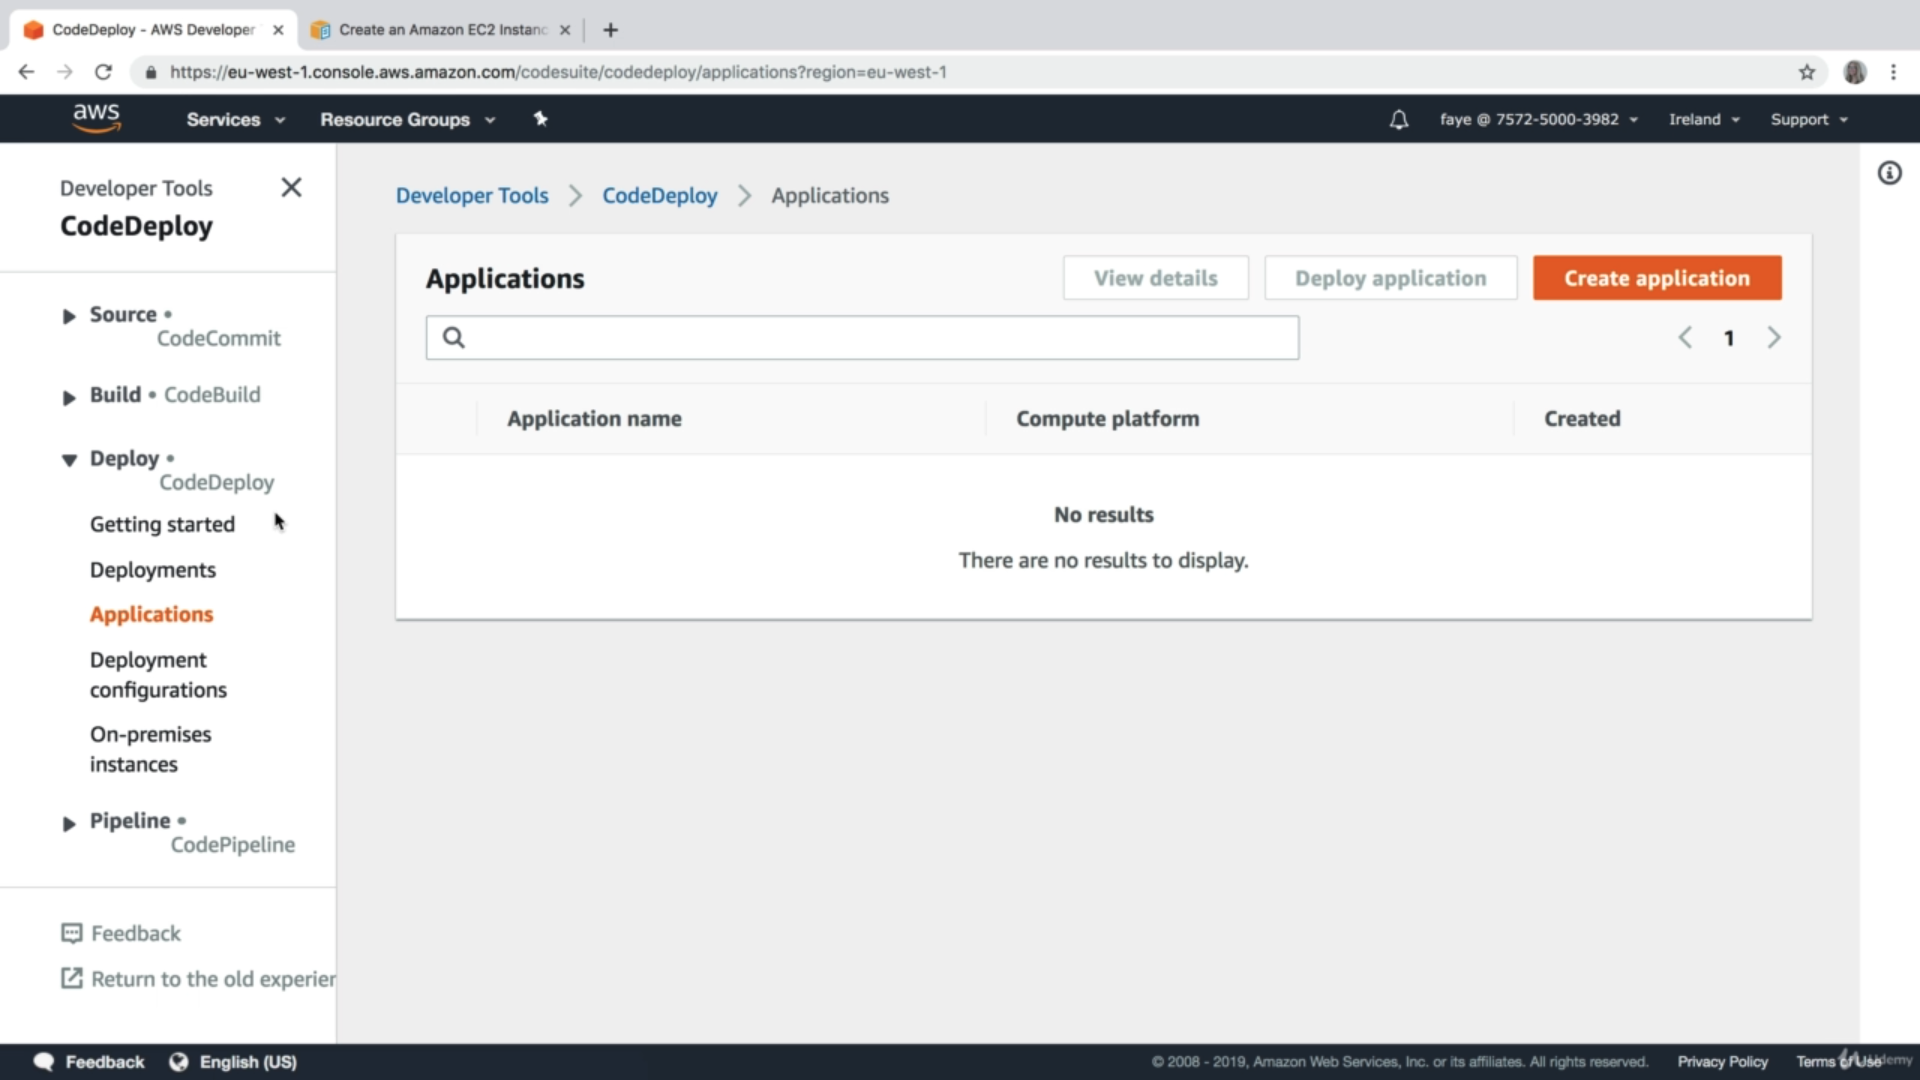 CodeDeploy - AWS Developer
Create an Amazon EC2 Instanc
https://eu-west-1.console.aws.amazon.com/codesuite/codedeploy/applications?region=eu-west-1
aws
Services
Resource Groups
faye @ 7572-5000-3982
Ireland
Support
Developer Tools
CodeDeploy
Source •
CodeCommit
Build • CodeBuild
Deploy •
CodeDeploy
Getting started
Deployments
Applications
Deployment
configurations
On-premises
instances
Pipeline •
CodePipeline
Feedback
Return to the old experier
Developer Tools
CodeDeploy
Applications
Applications
View details
Deploy application
Create application
1
Application name
Compute platform
Created
No results
There are no results to display.
Feedback
English (US)
© 2008 - 2019, Amazon Web Services, Inc. or its affiliates. All rights reserved.
Privacy Policy
Terms of Use